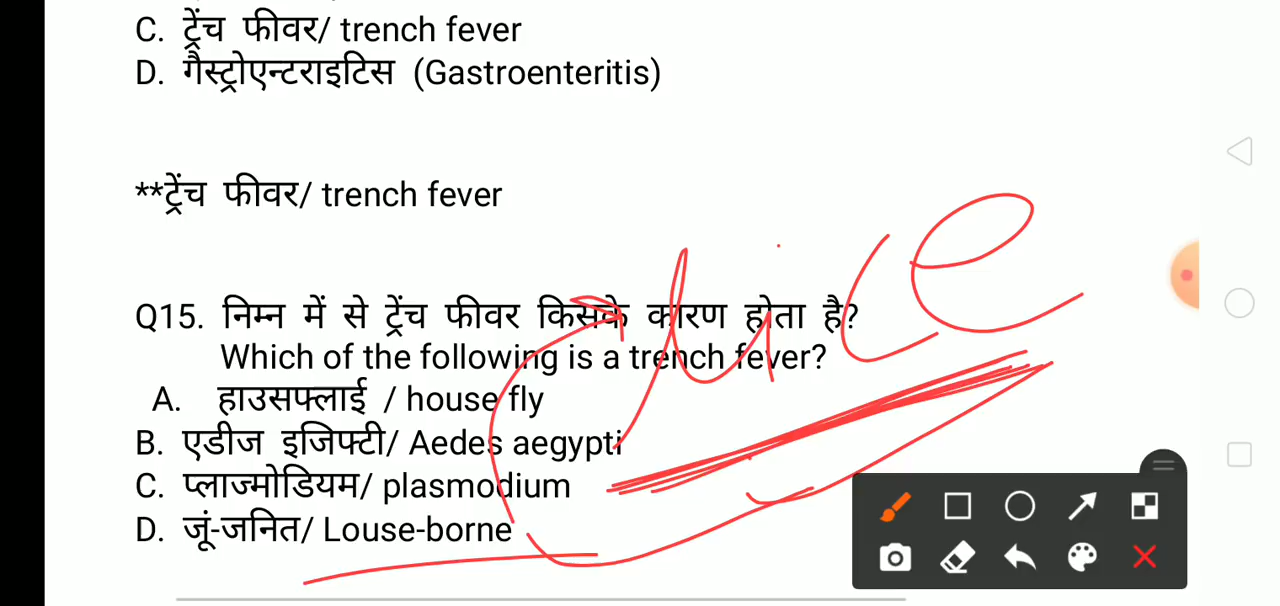 C. ट्रेंच फीवर/ trench fever
D. गैस्ट्रोएन्टराइटिस (Gastroenteritis)
**ट्रेंच फीवर/ trench fever
lice
Q15. निम्न में से ट्रेंच फीवर किसके कारण होता है?
Which of the following is a trench fever?
A. हाउसफ्लाई / house fly
B. एडीज इजिप्टी/ Aedes aegypti
C. प्लाज्मोडियम/ plasmodium
D. जूं-जनित/ Louse-borne